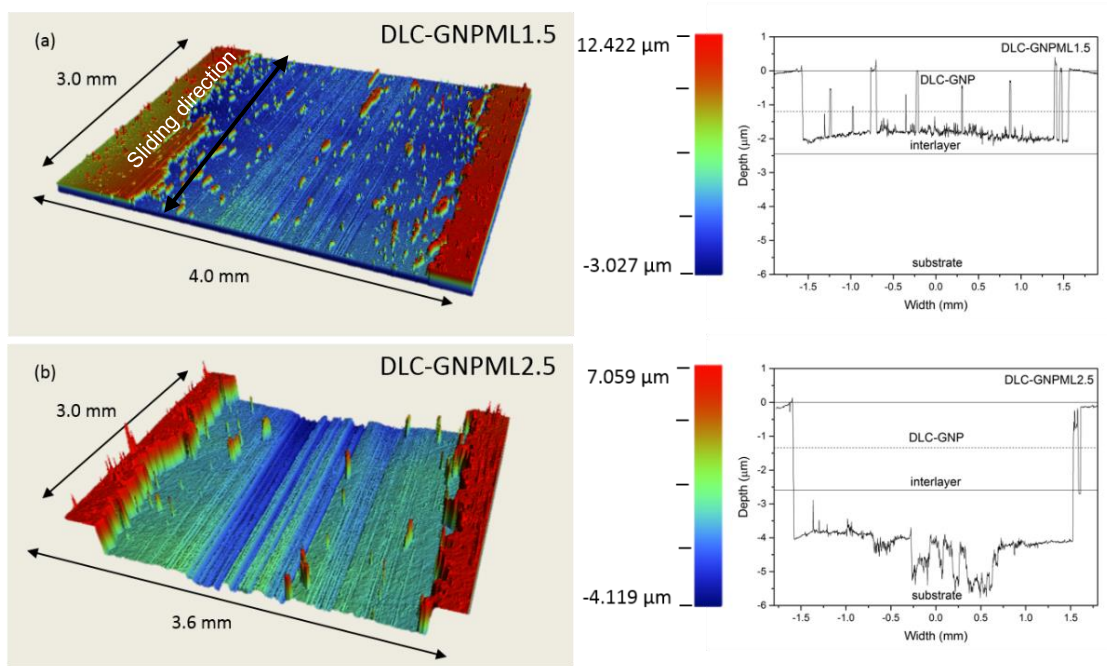 (a)
DLC-GNPML1.5
3.0 mm
Sliding direction
4.0 mm
12.422 µm
-3.027 µm
1
0
-1
-2
-3
-4
-5
-6
Depth (µm)
DLC-GNPML1.5
DLC-GNP
interlayer
substrate
-1.5 -1.0 -0.5 0.0 0.5 1.0 1.5
Width (mm)
(b)
DLC-GNPML2.5
3.0 mm
3.6 mm
7.059 µm
-4.119 µm
1
0
-1
-2
-3
-4
-5
-6
Depth (µm)
DLC-GNPML2.5
DLC-GNP
interlayer
substrate
-1.5 -1.0 -0.5 0.0 0.5 1.0 1.5
Width (mm)